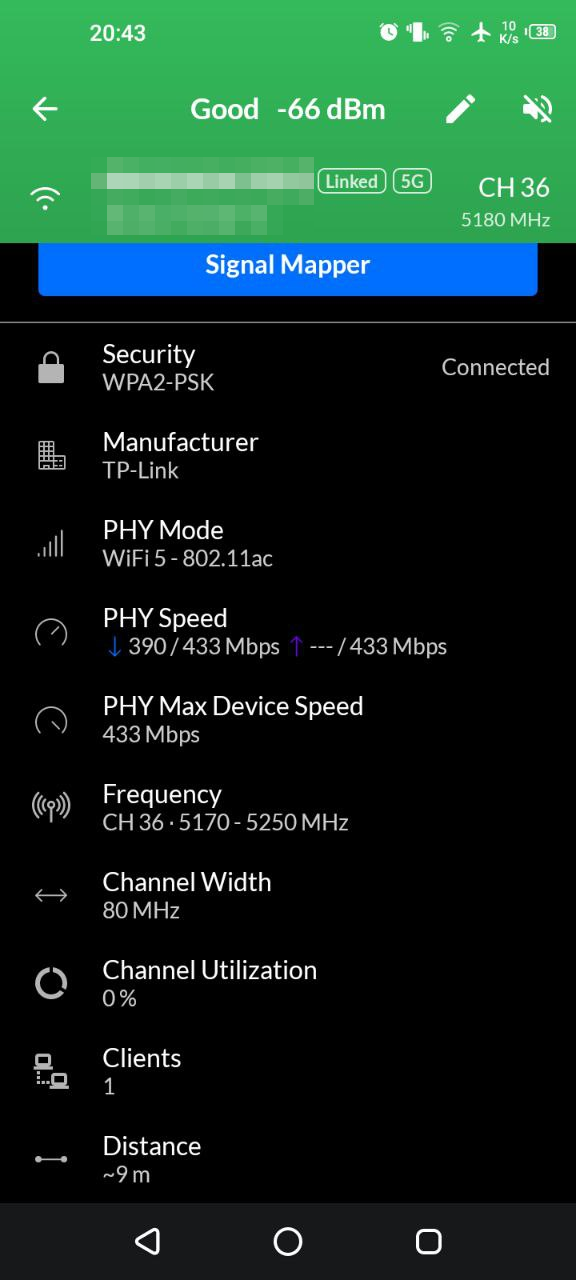 20:43 10 K/s 38
Good -66 dBm
Linked 5G CH 36
5180 MHz
Signal Mapper
Security
WPA2-PSK
Connected
Manufacturer
TP-Link
PHY Mode
WiFi 5 - 802.11ac
PHY Speed
↓ 390 / 433 Mbps ↑ --- / 433 Mbps
PHY Max Device Speed
433 Mbps
Frequency
CH 36 · 5170 - 5250 MHz
Channel Width
80 MHz
Channel Utilization
0 %
Clients
1
Distance
~9 m